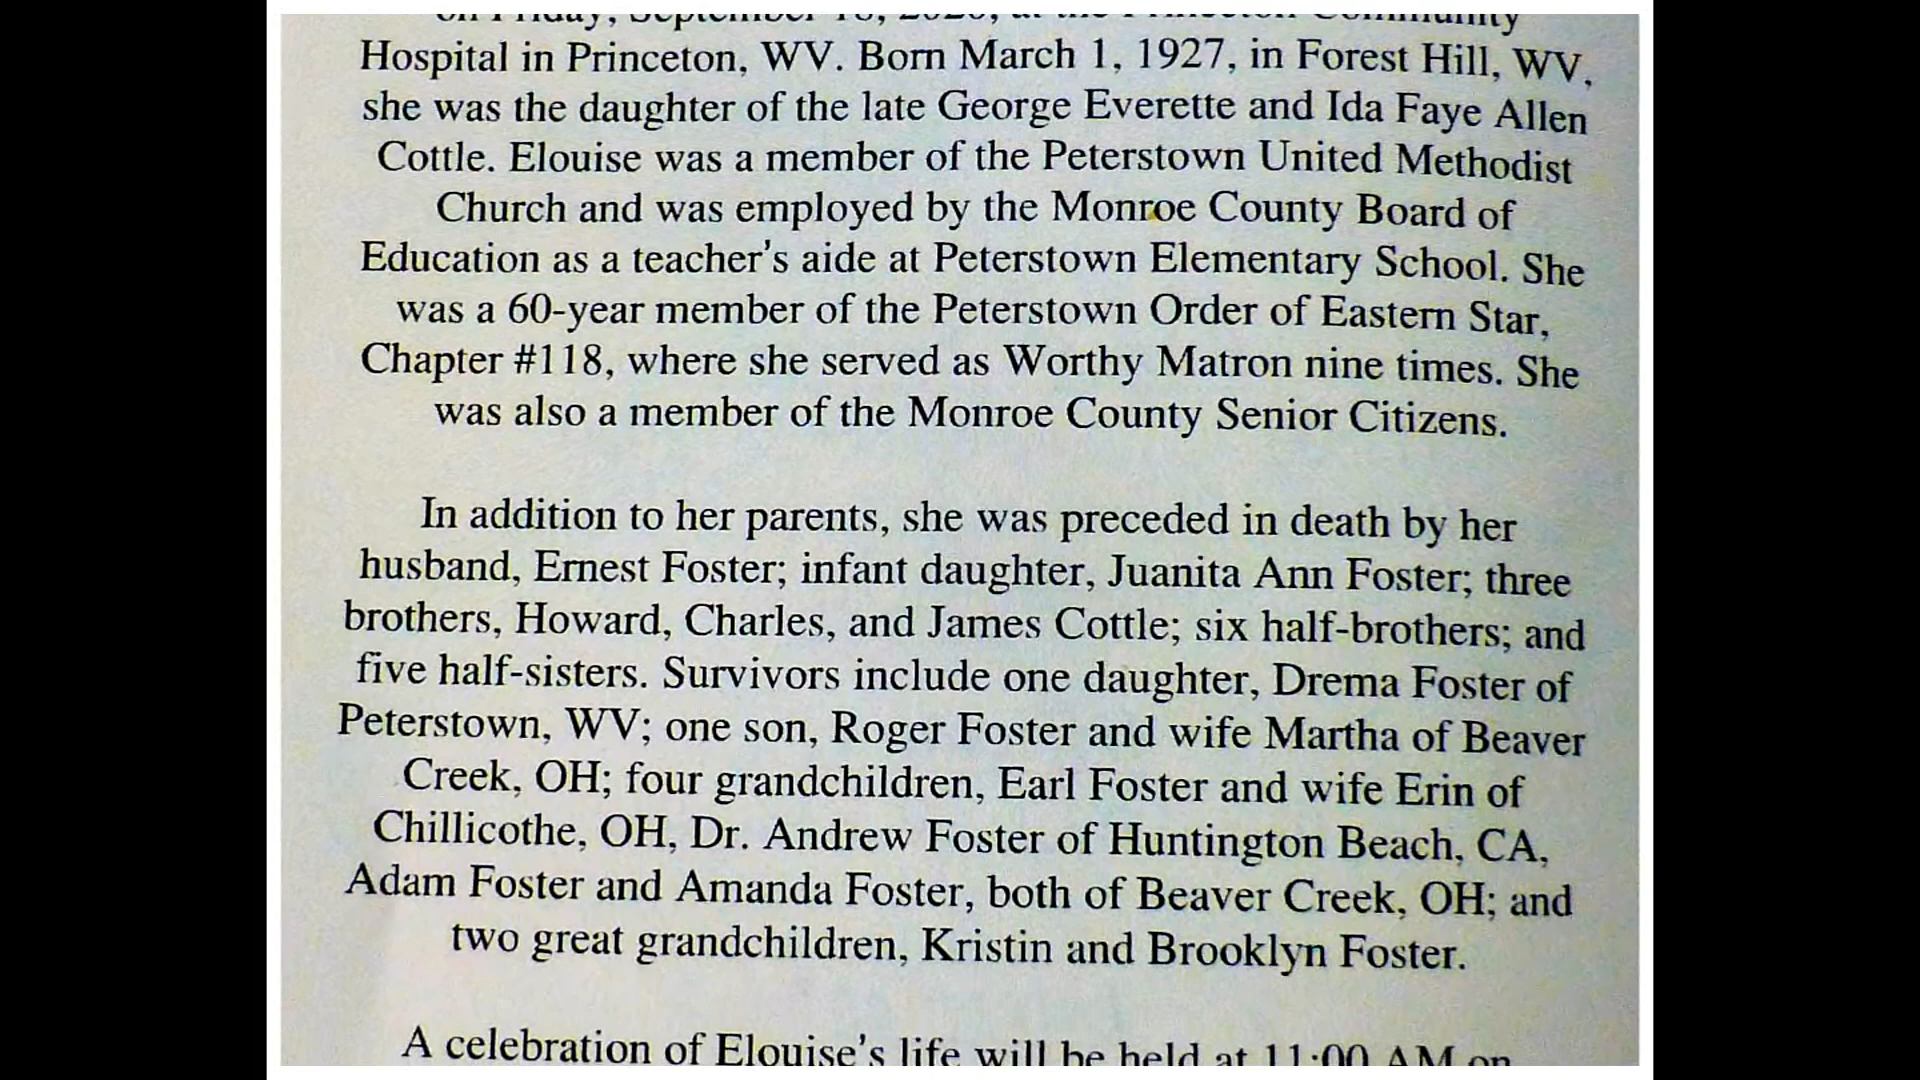 on Friday, September 18, 2020, at the Princeton Community
Hospital in Princeton, WV. Born March 1, 1927, in Forest Hill, WV,
she was the daughter of the late George Everette and Ida Faye Allen
Cottle. Elouise was a member of the Peterstown United Methodist
Church and was employed by the Monroe County Board of
Education as a teacher's aide at Peterstown Elementary School. She
was a 60-year member of the Peterstown Order of Eastern Star,
Chapter #118, where she served as Worthy Matron nine times. She
was also a member of the Monroe County Senior Citizens.
In addition to her parents, she was preceded in death by her
husband, Ernest Foster; infant daughter, Juanita Ann Foster; three
brothers, Howard, Charles, and James Cottle; six half-brothers; and
five half-sisters. Survivors include one daughter, Drema Foster of
Peterstown, WV; one son, Roger Foster and wife Martha of Beaver
Creek, OH; four grandchildren, Earl Foster and wife Erin of
Chillicothe, OH, Dr. Andrew Foster of Huntington Beach, CA,
Adam Foster and Amanda Foster, both of Beaver Creek, OH; and
two great grandchildren, Kristin and Brooklyn Foster.
A celebration of Elouise's life will be held at 11:00 AM on